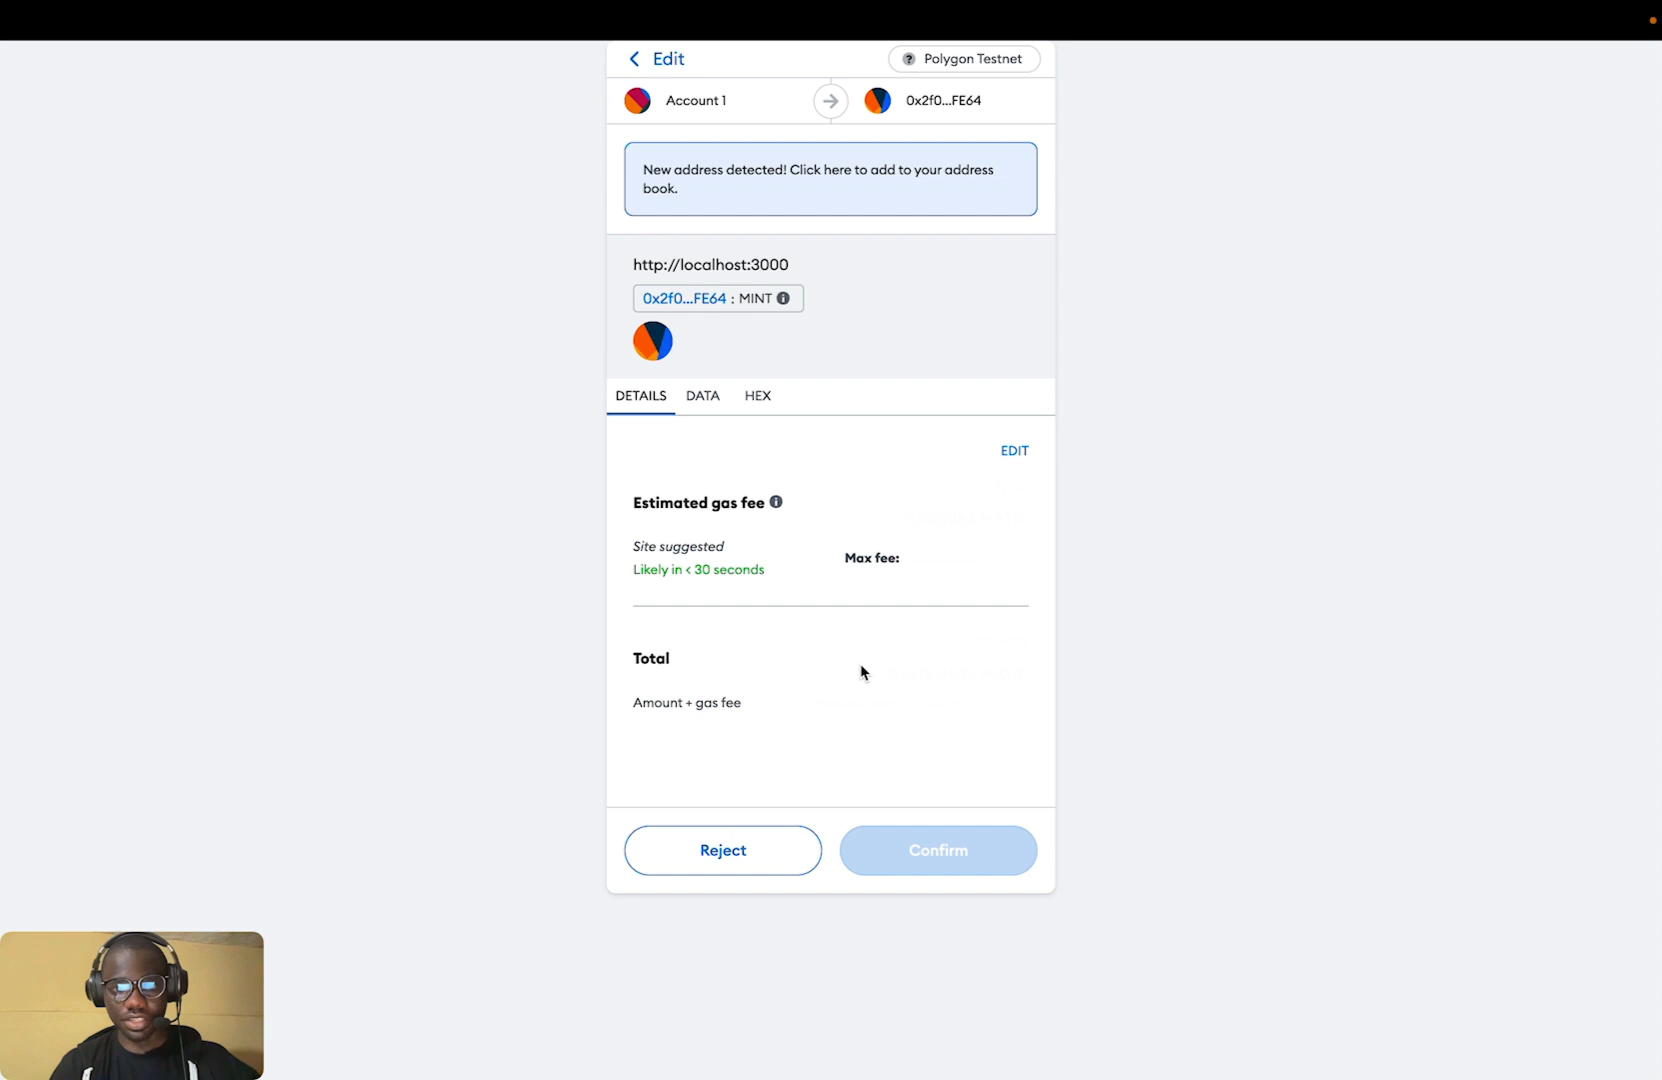 Edit
Polygon Testnet
Account 1
0x2f0...FE64
New address detected! Click here to add to your address
book.
http://localhost:3000
0x2f0...FE64 : MINT
DETAILS DATA HEX
EDIT
Estimated gas fee
Site suggested
Likely in < 30 seconds
Max fee:
Total
Amount + gas fee
Reject
Confirm